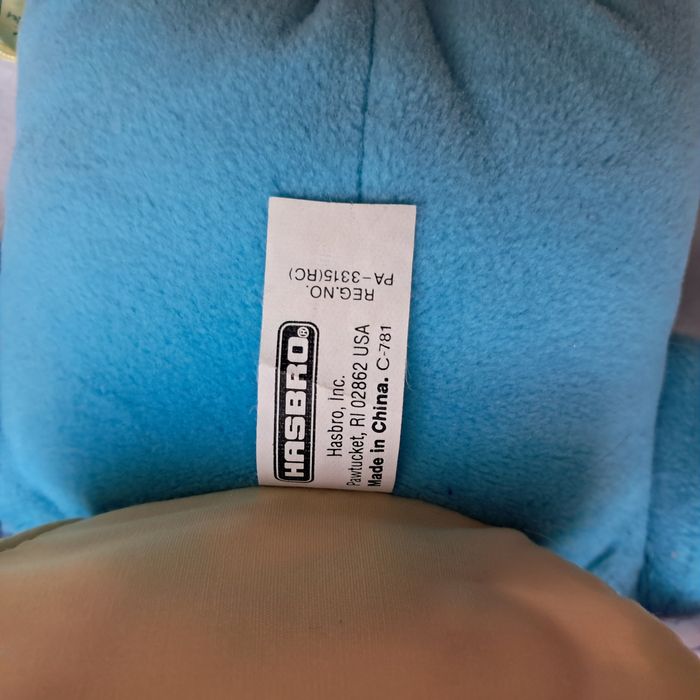 REG.NO.
PA-3315(RC)
HASBRO®
Hasbro, Inc.
Pawtucket, RI 02862 USA
Made in China. C-781